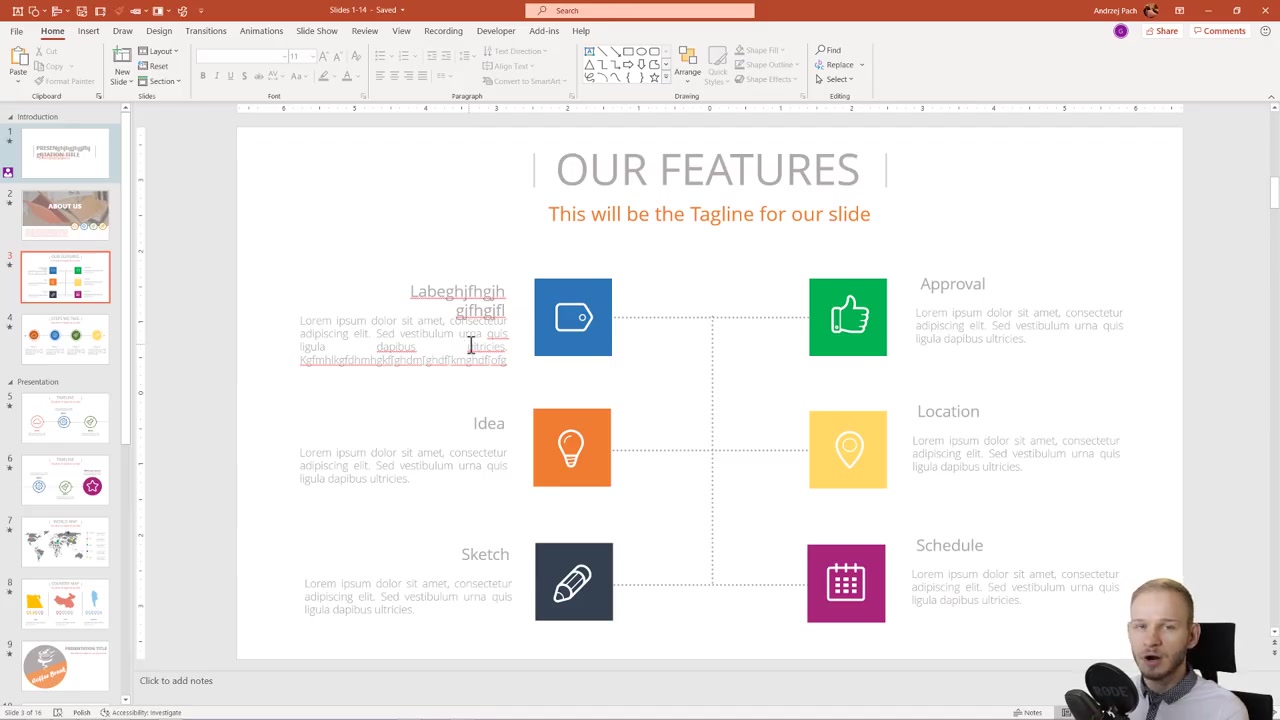 Slides 1-14 - Saved
Search
Andrzej Pach
File Home Insert Draw Design Transitions Animations Slide Show Review View Recording Developer Add-ins Help
Share Comments
Paste
Cut
Copy
Format Painter
Clipboard
New
Slide
Layout
Reset
Section
Slides
11
Font
Text Direction
Align Text
Convert to SmartArt
Paragraph
Arrange
Quick
Styles
Shape Fill
Shape Outline
Shape Effects
Drawing
Find
Replace
Select
Editing
Introduction
1
2
ABOUT US
3
4
Presentation
5
6
7
8
9
Coffee Break
OUR FEATURES
This will be the Tagline for our slide
Labeghjfhgjh
gjfhgjfl
Lorem ipsum dolor sit amet, consectetur
adipiscing elit. Sed vestibulum urna quis
ligula dapibus ultricies.
Idea
Lorem ipsum dolor sit amet, consectetur
adipiscing elit. Sed vestibulum urna quis
ligula dapibus ultricies.
Sketch
Lorem ipsum dolor sit amet, consectetur
adipiscing elit. Sed vestibulum urna quis
ligula dapibus ultricies.
Approval
Lorem ipsum dolor sit amet, consectetur
adipiscing elit. Sed vestibulum urna quis
ligula dapibus ultricies.
Location
Lorem ipsum dolor sit amet, consectetur
adipiscing elit. Sed vestibulum urna quis
ligula dapibus ultricies.
Schedule
Lorem ipsum dolor sit amet, consectetur
adipiscing elit. Sed vestibulum urna quis
ligula dapibus ultricies.
RODE
Click to add notes
Slide 3 of 16 Polish Accessibility: Investigate
Notes